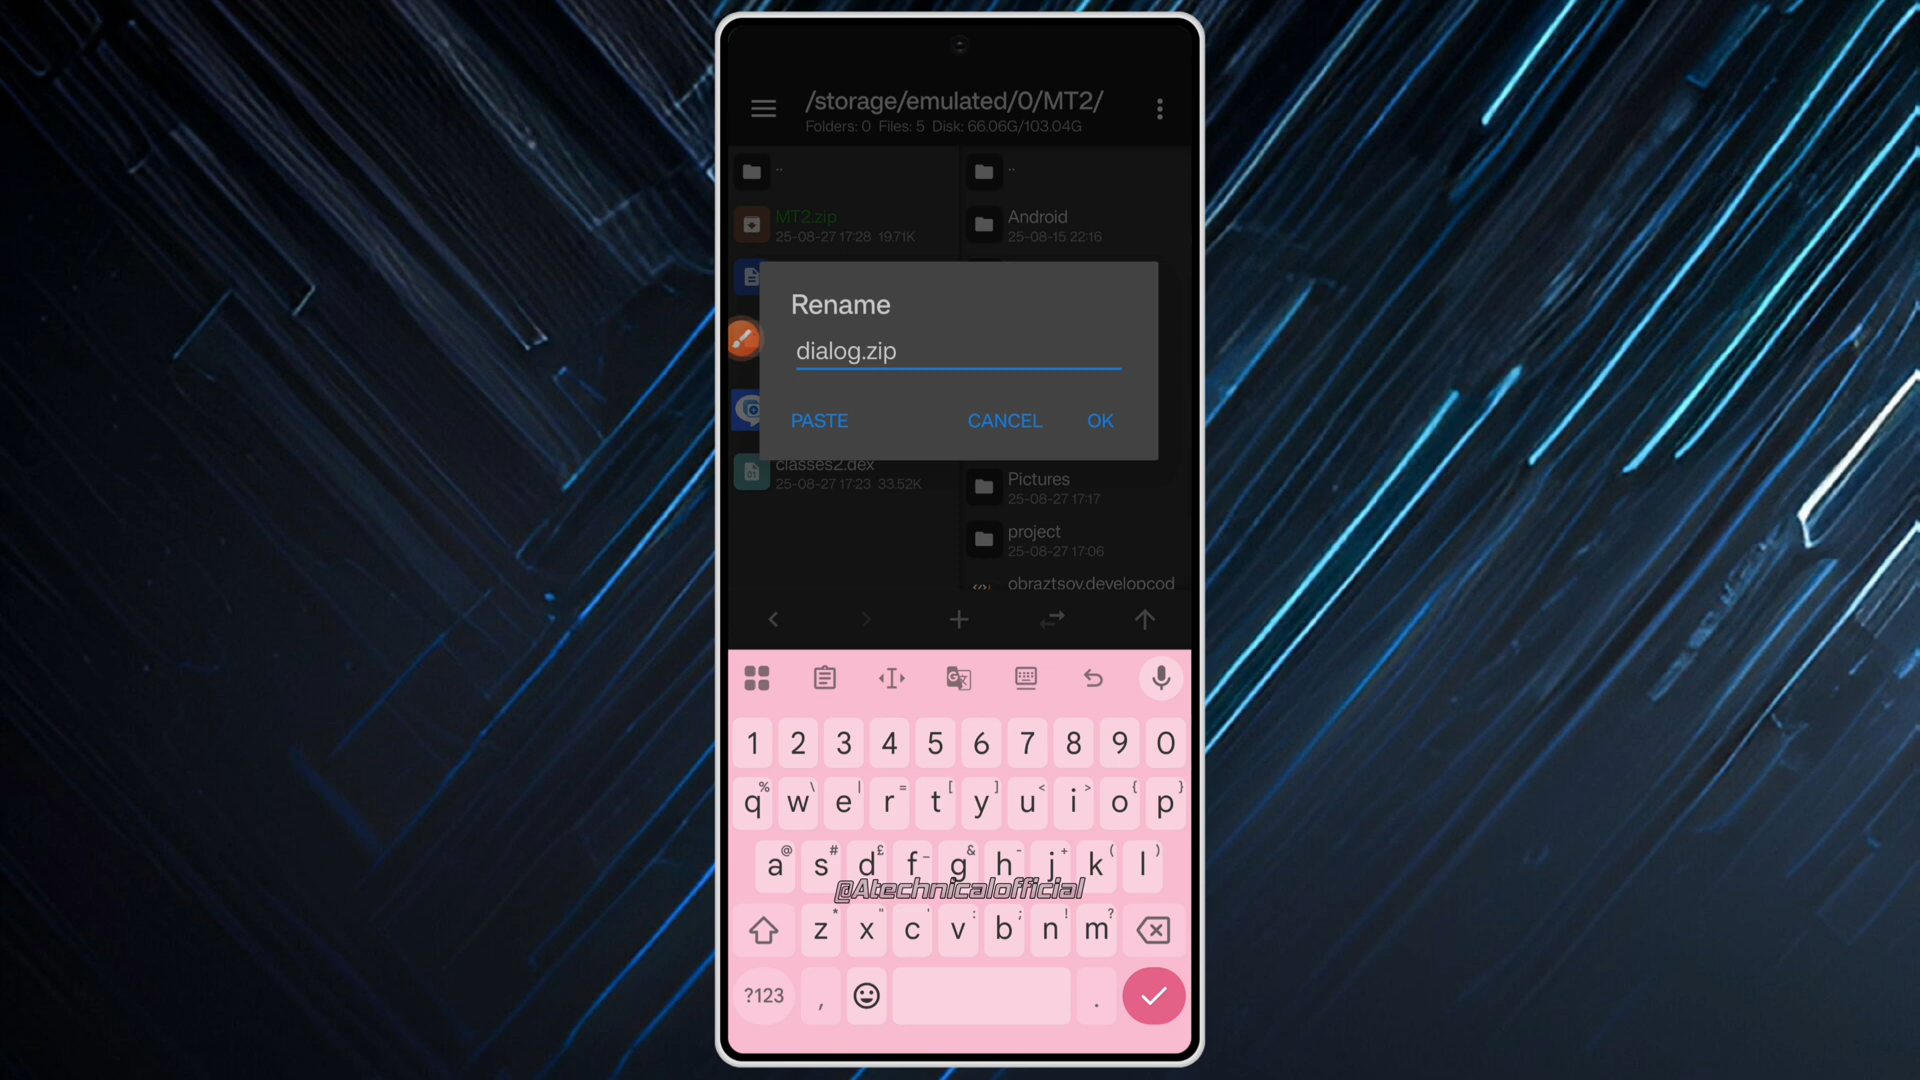 /storage/emulated/0/MT2/
Folders: 0 Files: 5 Disk: 66.06G/103.04G
..
..
MT2.zip
25-08-27 17:28 19.71K
Android
25-08-15 22:16
Rename
dialog.zip
PASTE
CANCEL
OK
classes2.dex
25-08-27 17:23 33.52K
Pictures
25-08-27 17:17
project
25-08-27 17:06
obraztsov.developcod
1 2 3 4 5 6 7 8 9 0
% \ | = [ ] < > { }
q w e r t y u i o p
@ # £ _ & - + ( )
a s d f g h j k l
@Atechnicalofficial
* " ' : ; ! ?
z x c v b n m
?123 , .